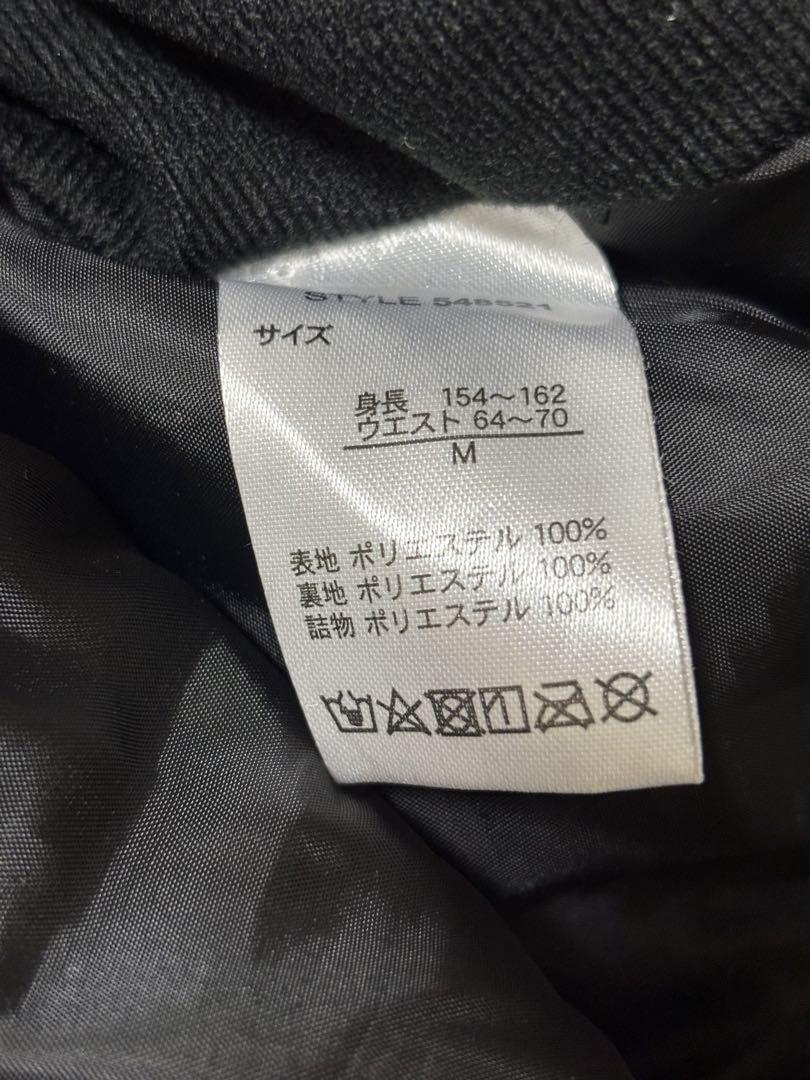 STYLE 548821
サイズ
身長 154～162
ウエスト 64～70
M
表地 ポリエステル 100%
裏地 ポリエステル 100%
詰物 ポリエステル 100%